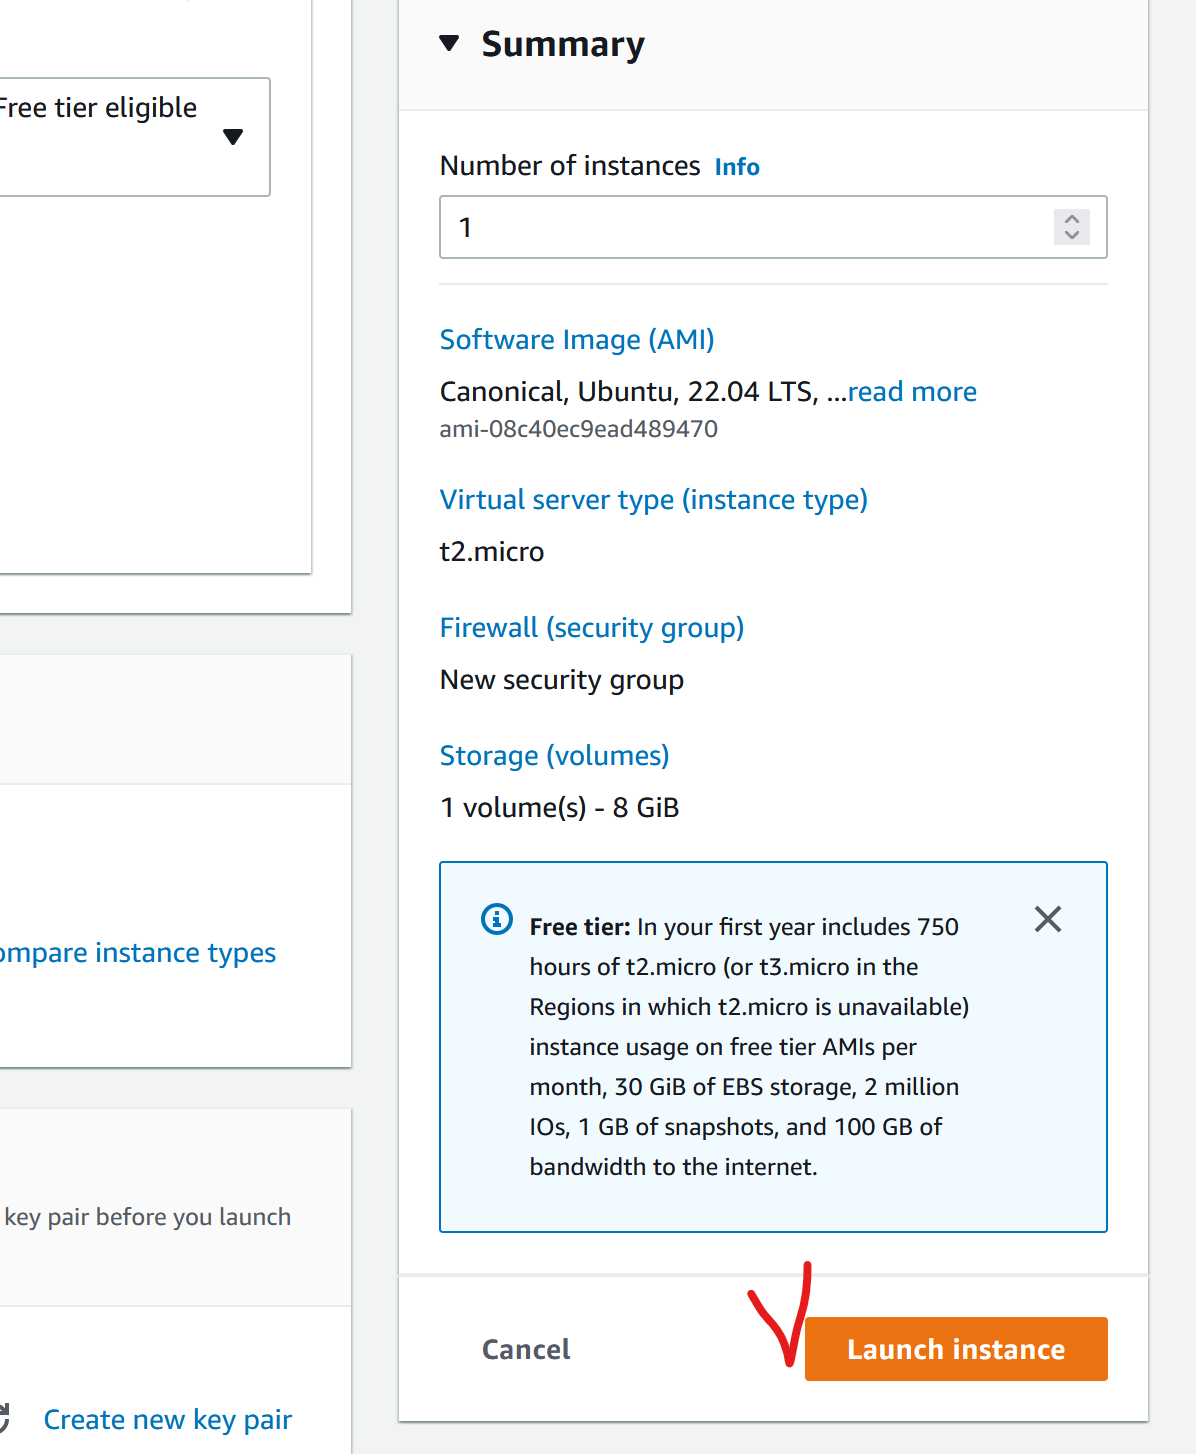 Free tier eligible
ompare instance types
key pair before you launch
Create new key pair
Summary
Number of instances Info
1
Software Image (AMI)
Canonical, Ubuntu, 22.04 LTS, ...read more
ami-08c40ec9ead489470
Virtual server type (instance type)
t2.micro
Firewall (security group)
New security group
Storage (volumes)
1 volume(s) - 8 GiB
Free tier: In your first year includes 750
hours of t2.micro (or t3.micro in the
Regions in which t2.micro is unavailable)
instance usage on free tier AMIs per
month, 30 GiB of EBS storage, 2 million
IOs, 1 GB of snapshots, and 100 GB of
bandwidth to the internet.
Cancel
Launch instance